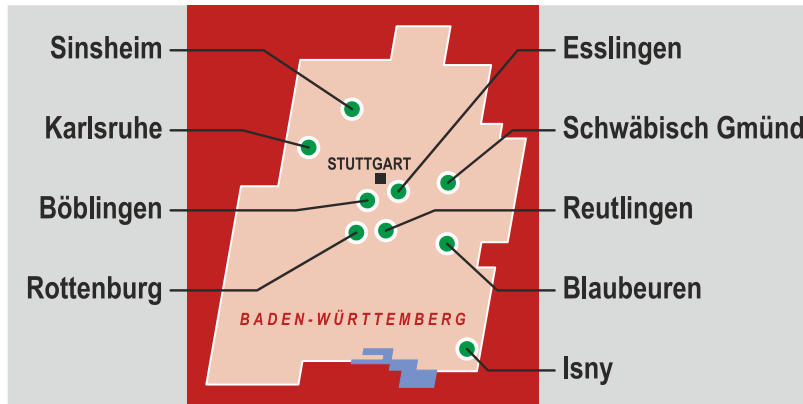 Sinsheim
Esslingen
Karlsruhe
Schwäbisch Gmünd
STUTTGART
Böblingen
Reutlingen
Rottenburg
Blaubeuren
BADEN-WÜRTTEMBERG
Isny